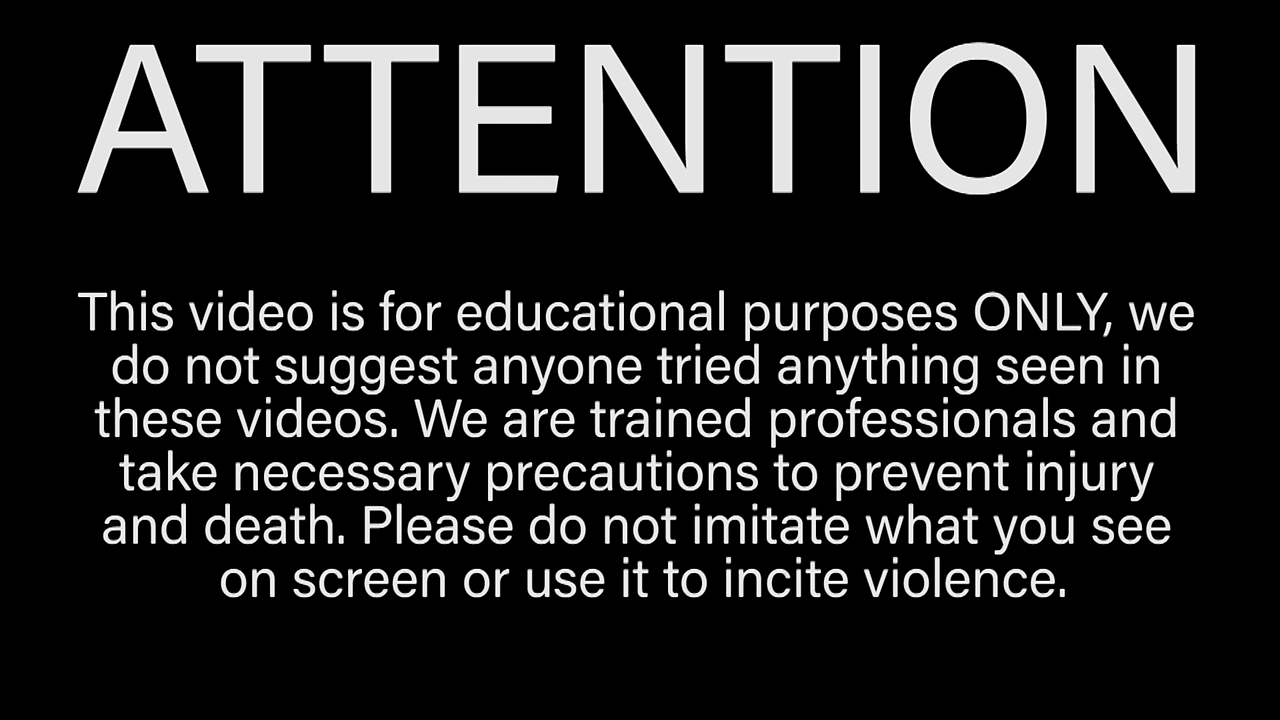 ATTENTION
This video is for educational purposes ONLY, we
do not suggest anyone tried anything seen in
these videos. We are trained professionals and
take necessary precautions to prevent injury
and death. Please do not imitate what you see
on screen or use it to incite violence.